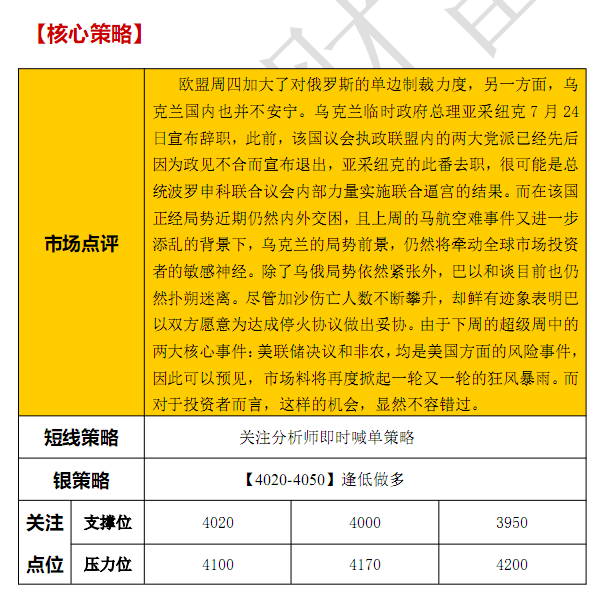 【核心策略】
欧盟周四加大了对俄罗斯的单边制裁力度，另一方面，乌
克兰国内也并不安宁。乌克兰临时政府总理亚采纽克 7 月 24
日宣布辞职，此前，该国议会执政联盟内的两大党派已经先后
因为政见不合而宣布退出，亚采纽克的此番去职，很可能是总
统波罗申科联合议会内部力量实施联合逼宫的结果。而在该国
正经局势近期仍然内外交困，且上周的马航空难事件又进一步
添乱的背景下，乌克兰的局势前景，仍然将牵动全球市场投资
者的敏感神经。除了乌俄局势依然紧张外，巴以和谈目前也仍
然扑朔迷离。尽管加沙伤亡人数不断攀升，却鲜有迹象表明巴
以双方愿意为达成停火协议做出妥协。由于下周的超级周中的
两大核心事件：美联储决议和非农，均是美国方面的风险事件，
因此可以预见，市场料将再度掀起一轮又一轮的狂风暴雨。而
对于投资者而言，这样的机会，显然不容错过。
市场点评
短线策略 关注分析师即时喊单策略
银策略 【4020-4050】逢低做多
关注 支撑位 4020 4000 3950
点位 压力位 4100 4170 4200
财富